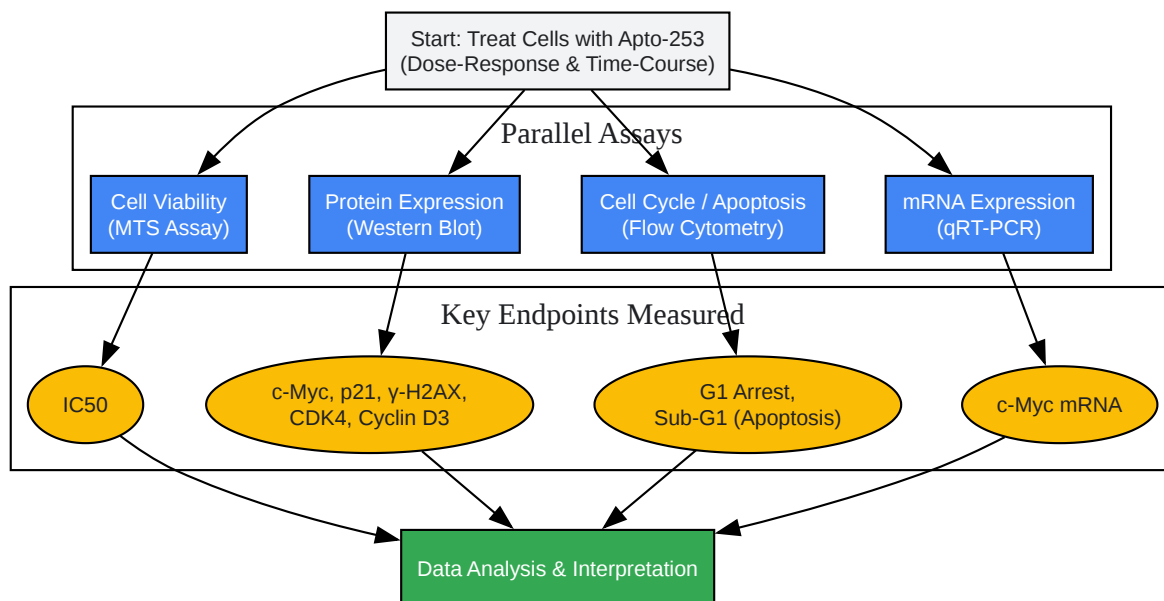 Start: Treat Cells with Apto-253
(Dose-Response & Time-Course)
Parallel Assays
Cell Viability
(MTS Assay)
Protein Expression
(Western Blot)
Cell Cycle / Apoptosis
(Flow Cytometry)
mRNA Expression
(qRT-PCR)
Key Endpoints Measured
IC50
c-Myc, p21, γ-H2AX,
CDK4, Cyclin D3
G1 Arrest,
Sub-G1 (Apoptosis)
c-Myc mRNA
Data Analysis & Interpretation